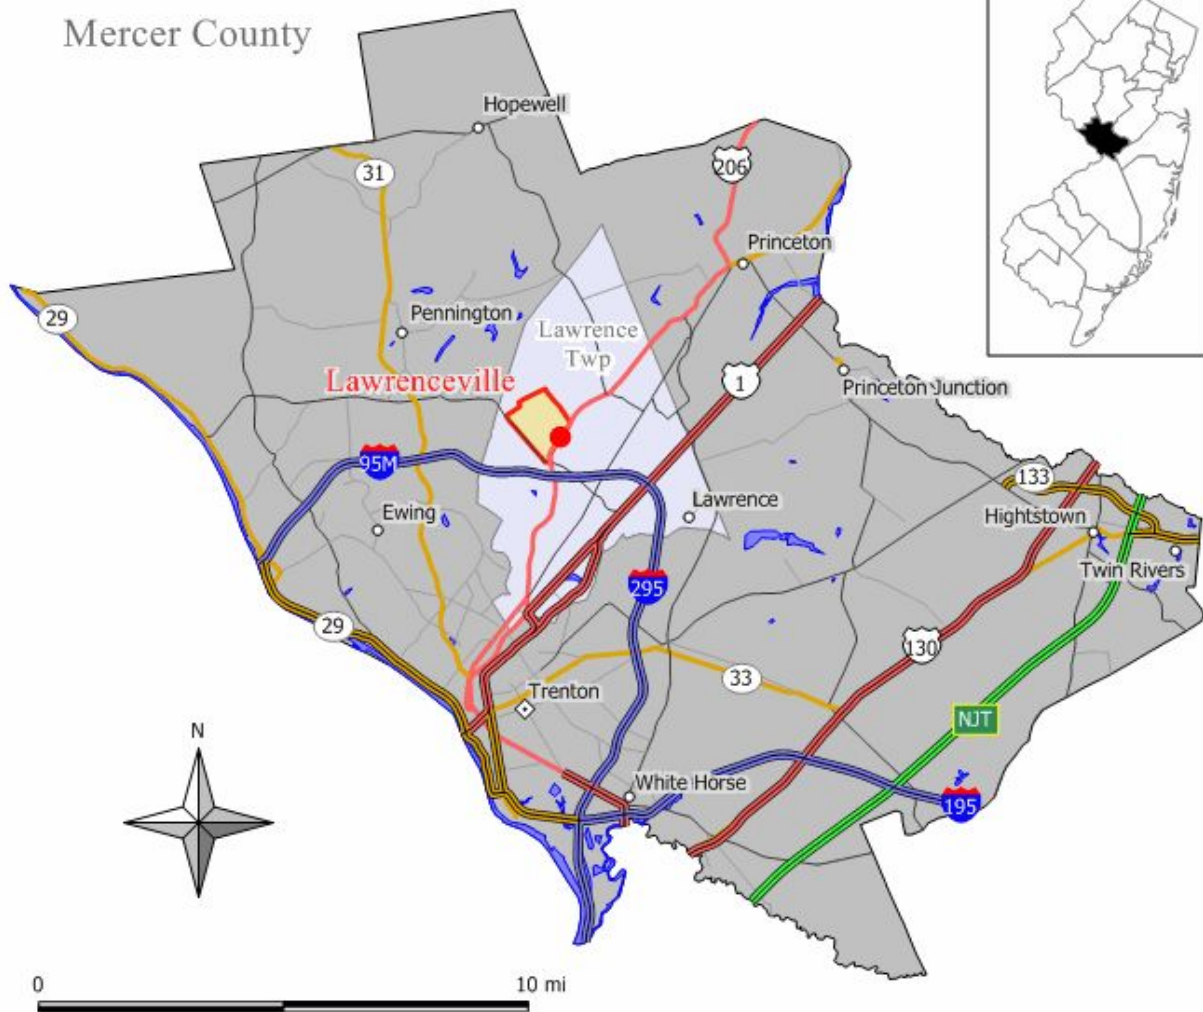 Mercer County
Hopewell
31
206
Princeton
29
Pennington
Lawrence
Twp
Lawrenceville
1
Princeton Junction
95M
133
Lawrence
Ewing
Hightstown
Twin Rivers
295
29
130
33
Trenton
NJT
N
White Horse
195
0
10 mi